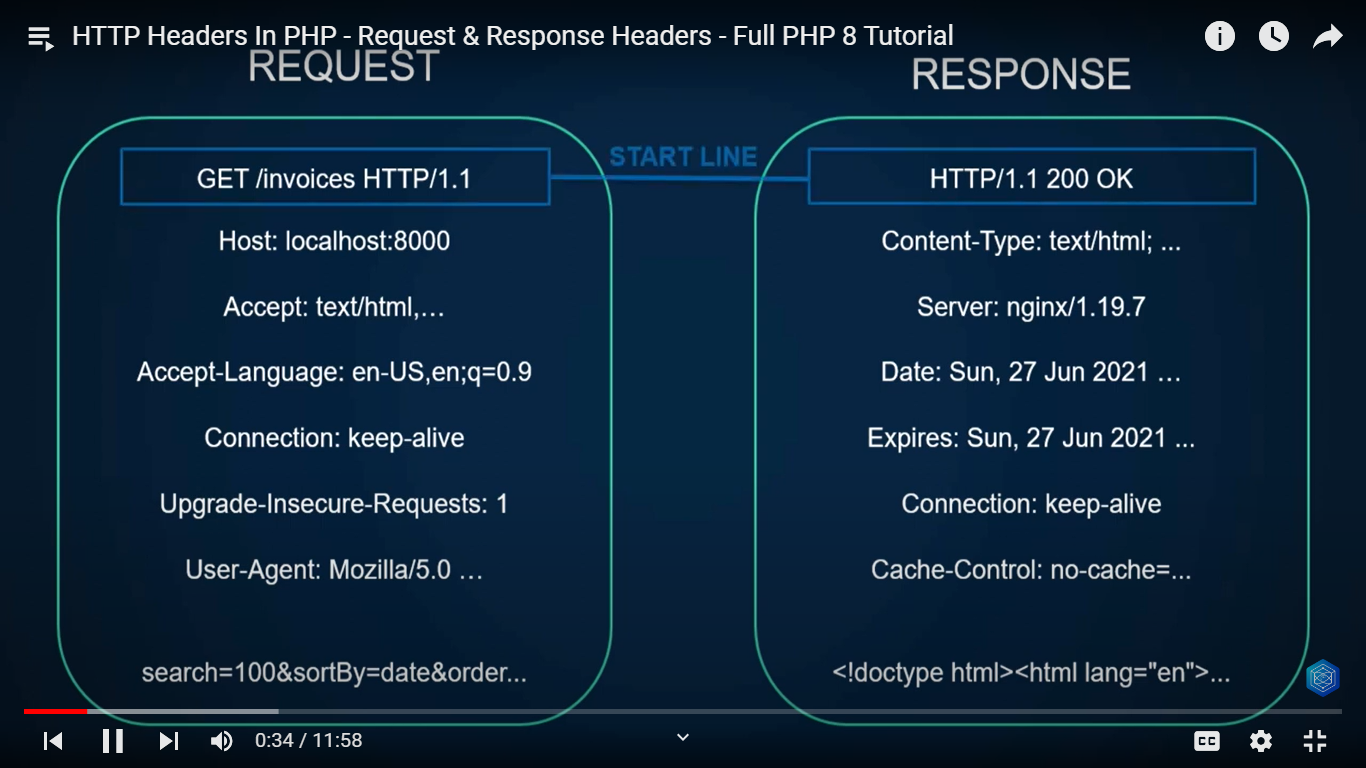 HTTP Headers In PHP - Request & Response Headers - Full PHP 8 Tutorial
REQUEST
RESPONSE
START LINE
GET /invoices HTTP/1.1
Host: localhost:8000
Accept: text/html,...
Accept-Language: en-US,en;q=0.9
Connection: keep-alive
Upgrade-Insecure-Requests: 1
User-Agent: Mozilla/5.0 ...
search=100&sortBy=date&order...
HTTP/1.1 200 OK
Content-Type: text/html; ...
Server: nginx/1.19.7
Date: Sun, 27 Jun 2021 ...
Expires: Sun, 27 Jun 2021 ...
Connection: keep-alive
Cache-Control: no-cache=...
<!doctype html><html lang="en">...
0:34 / 11:58
CC